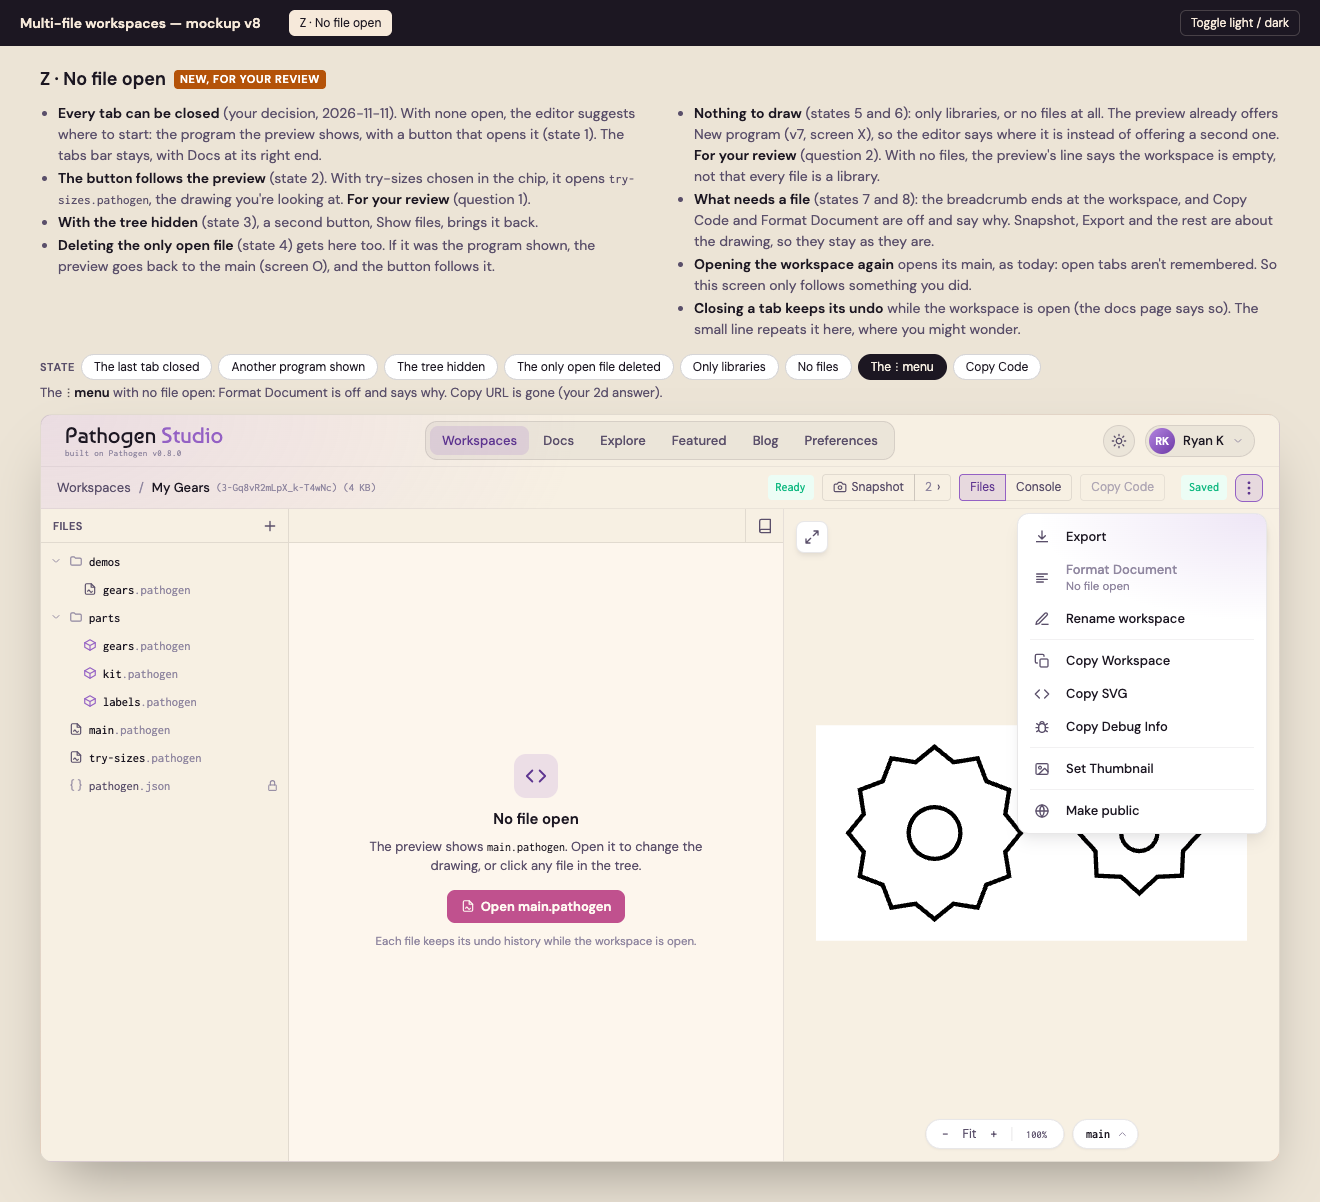 Multi-file workspaces — mockup v8
Z · No file open
Toggle light / dark
Z · No file open
NEW, FOR YOUR REVIEW
• Every tab can be closed (your decision, 2026-11-11). With none open, the editor suggests
where to start: the program the preview shows, with a button that opens it (state 1). The
tabs bar stays, with Docs at its right end.
• The button follows the preview (state 2). With try-sizes chosen in the chip, it opens try-
sizes.pathogen, the drawing you're looking at. For your review (question 1).
• With the tree hidden (state 3), a second button, Show files, brings it back.
• Deleting the only open file (state 4) gets here too. If it was the program shown, the
preview goes back to the main (screen O), and the button follows it.
• Nothing to draw (states 5 and 6): only libraries, or no files at all. The preview already offers
New program (v7, screen X), so the editor says where it is instead of offering a second one.
For your review (question 2). With no files, the preview's line says the workspace is empty,
not that every file is a library.
• What needs a file (states 7 and 8): the breadcrumb ends at the workspace, and Copy
Code and Format Document are off and say why. Snapshot, Export and the rest are about
the drawing, so they stay as they are.
• Opening the workspace again opens its main, as today: open tabs aren't remembered. So
this screen only follows something you did.
• Closing a tab keeps its undo while the workspace is open (the docs page says so). The
small line repeats it here, where you might wonder.
STATE
The last tab closed
Another program shown
The tree hidden
The only open file deleted
Only libraries
No files
The ⋮ menu
Copy Code
The ⋮ menu with no file open: Format Document is off and says why. Copy URL is gone (your 2d answer).
Pathogen Studio
built on Pathogen v0.8.0
Workspaces
Docs
Explore
Featured
Blog
Preferences
RK
Ryan K
Workspaces / My Gears (3-Gq8vR2mLpX_k-T4wNc) (4 KB)
Ready
Snapshot
2 ›
Files
Console
Copy Code
Saved
FILES
demos
gears.pathogen
parts
gears.pathogen
kit.pathogen
labels.pathogen
main.pathogen
try-sizes.pathogen
{} pathogen.json
No file open
The preview shows main.pathogen. Open it to change the
drawing, or click any file in the tree.
Open main.pathogen
Each file keeps its undo history while the workspace is open.
Export
Format Document
No file open
Rename workspace
Copy Workspace
Copy SVG
Copy Debug Info
Set Thumbnail
Make public
− Fit + 100%
main